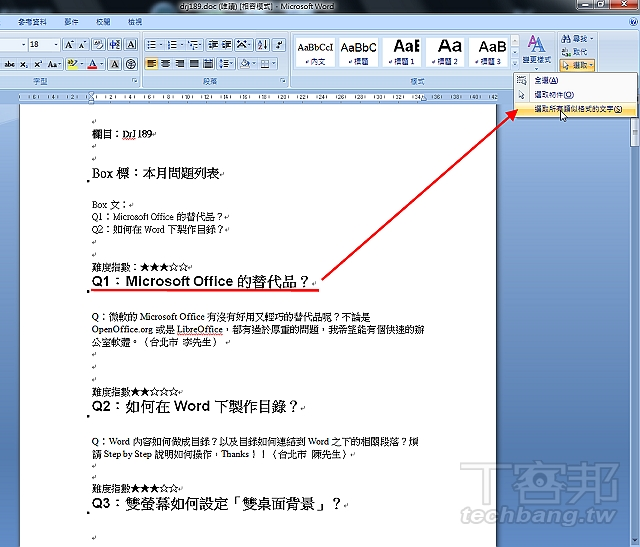 drj189.doc (唯讀) [相容模式] - Microsoft Word
參考資料 郵件 校閱 檢視
18
字型 段落 樣式
AaBbCcI AaBbC AaB AaB AaBB
內文 標題 標題 1 標題 2 標題 3
變更樣式
尋找
取代
選取
全選(A)
選取物件(O)
選取所有類似格式的文字(S)
欄目：DrJ 189
Box 標：本月問題列表
Box 文：
Q1：Microsoft Office 的替代品？
Q2：如何在 Word 下製作目錄？
難度指數：★★★☆☆
Q1：Microsoft Office 的替代品？
Q：微軟的 Microsoft Office 有沒有好用又輕巧的替代品呢？不論是
OpenOffice.org 或是 LibreOffice，都有過於厚重的問題，我希望能有個快速的辦
公室軟體。（台北市 李先生）
難度指數★★☆☆☆
Q2：如何在 Word 下製作目錄？
Q：Word 內容如何做成目錄？以及目錄如何連結到 Word 之下的相關段落？煩
請 Step by Step 說明如何操作，Thanks！！（台北市 陳先生）
難度指數★★★☆☆
Q3：雙螢幕如何設定「雙桌面背景」？
T客邦
techbang.tw